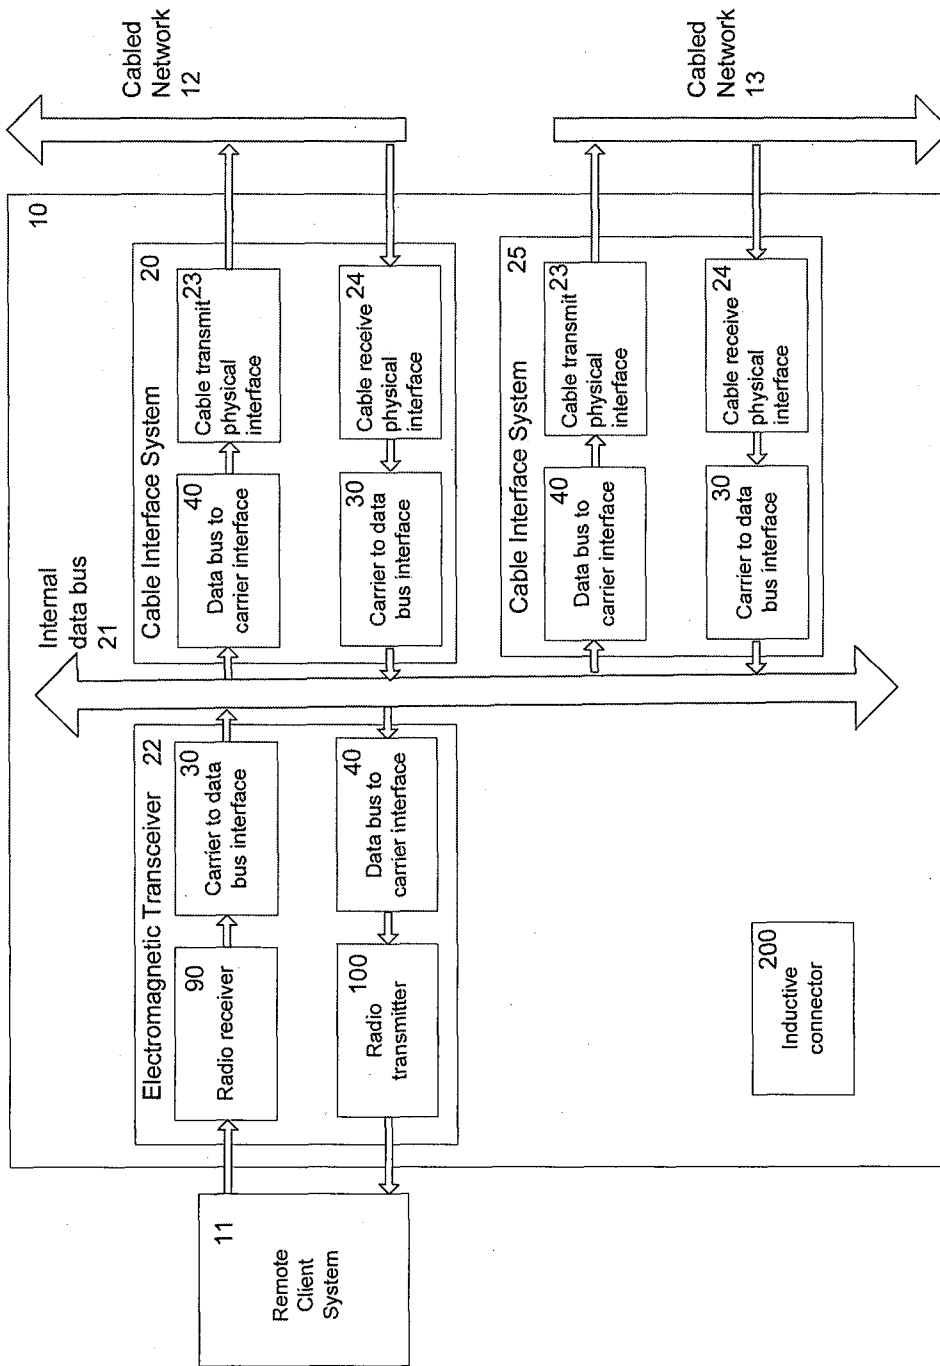 Cabled
Network
12
Cabled
Network
13
10
Internal
data bus
21
Electromagnetic Transceiver 22
90
Radio receiver
30
Carrier to data
bus interface
100
Radio
transmitter
40
Data bus to
carrier interface
Cable Interface System 20
40
Data bus to
carrier interface
23
Cable transmit
physical
interface
30
Carrier to data
bus interface
24
Cable receive
physical
interface
Cable Interface System 25
40
Data bus to
carrier interface
23
Cable transmit
physical
interface
30
Carrier to data
bus interface
24
Cable receive
physical
interface
200
Inductive
connector
11
Remote
Client
System